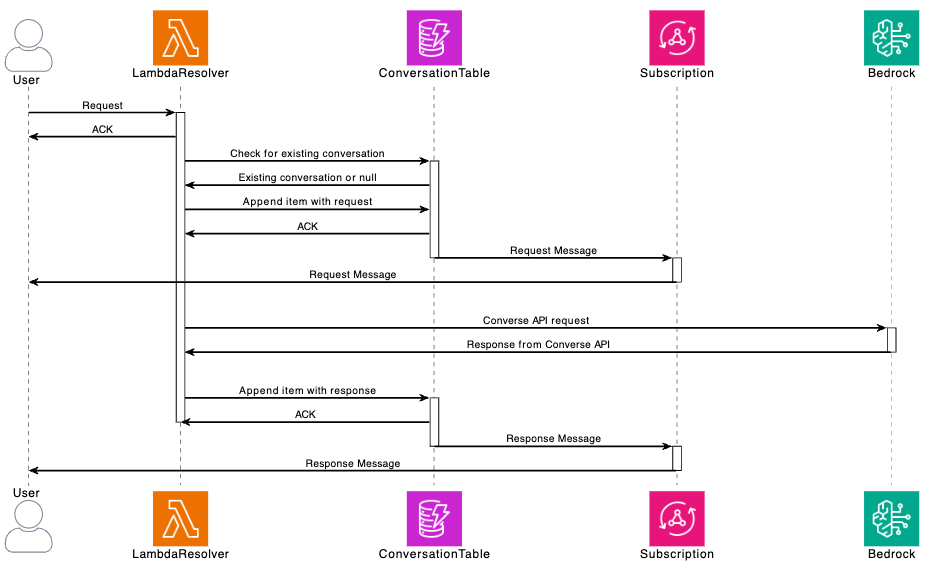 User
LambdaResolver
ConversationTable
Subscription
Bedrock
Request
ACK
Check for existing conversation
Existing conversation or null
Append item with request
ACK
Request Message
Request Message
Converse API request
Response from Converse API
Append item with response
ACK
Response Message
Response Message
User
LambdaResolver
ConversationTable
Subscription
Bedrock